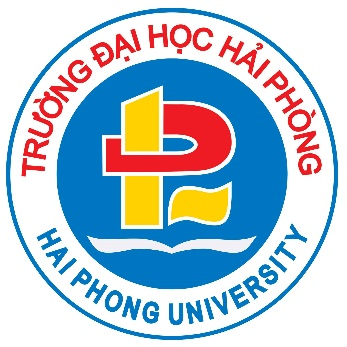 TRƯỜNG ĐẠI HỌC HẢI PHÒNG
HAI PHONG UNIVERSITY